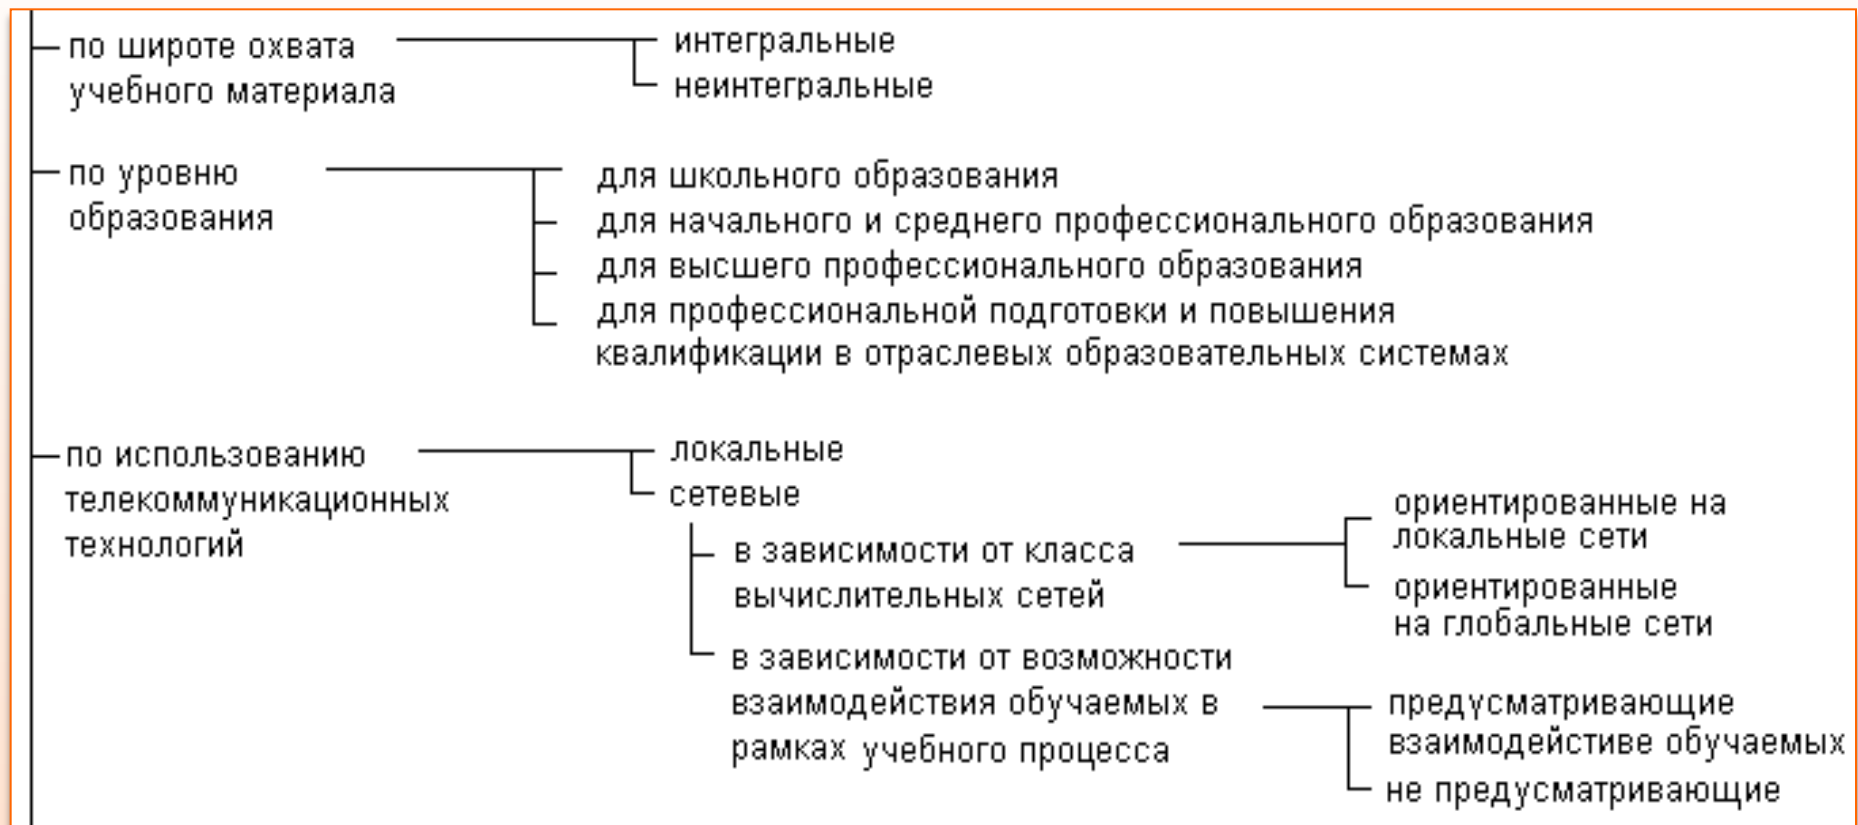 по широте охвата
учебного материала
интегральные
неинтегральные
по уровню
образования
для школьного образования
для начального и среднего профессионального образования
для высшего профессионального образования
для профессиональной подготовки и повышения
квалификации в отраслевых образовательных системах
по использованию
телекоммуникационных
технологий
локальные
сетевые
в зависимости от класса
вычислительных сетей
ориентированные на
локальные сети
ориентированные
на глобальные сети
в зависимости от возможности
взаимодействия обучаемых в
рамках учебного процесса
предусматривающие
взаимодейстиве обучаемых
не предусматривающие